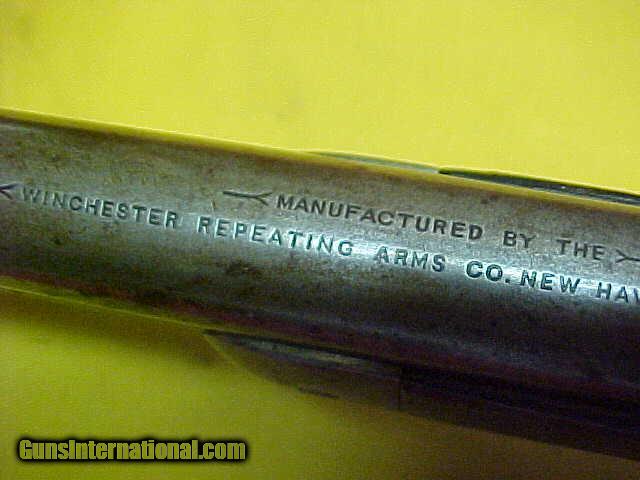 MANUFACTURED BY THE
WINCHESTER REPEATING ARMS CO. NEW HAV
GunsInternational.com